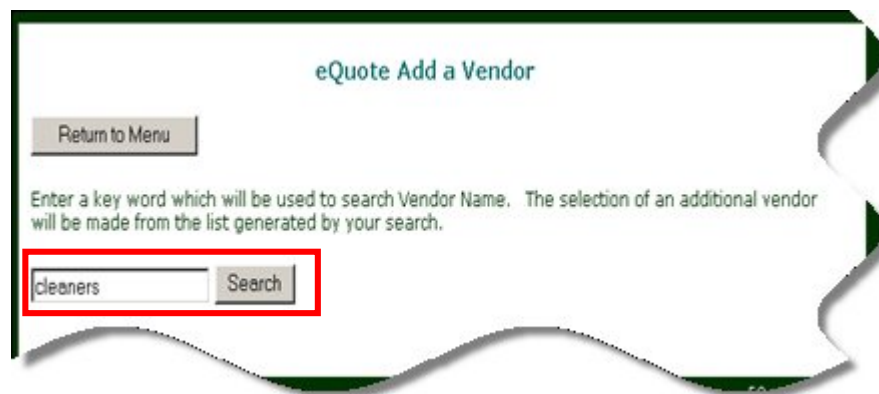 eQuote Add a Vendor
Return to Menu
Enter a key word which will be used to search Vendor Name. The selection of an additional vendor
will be made from the list generated by your search.
cleaners Search